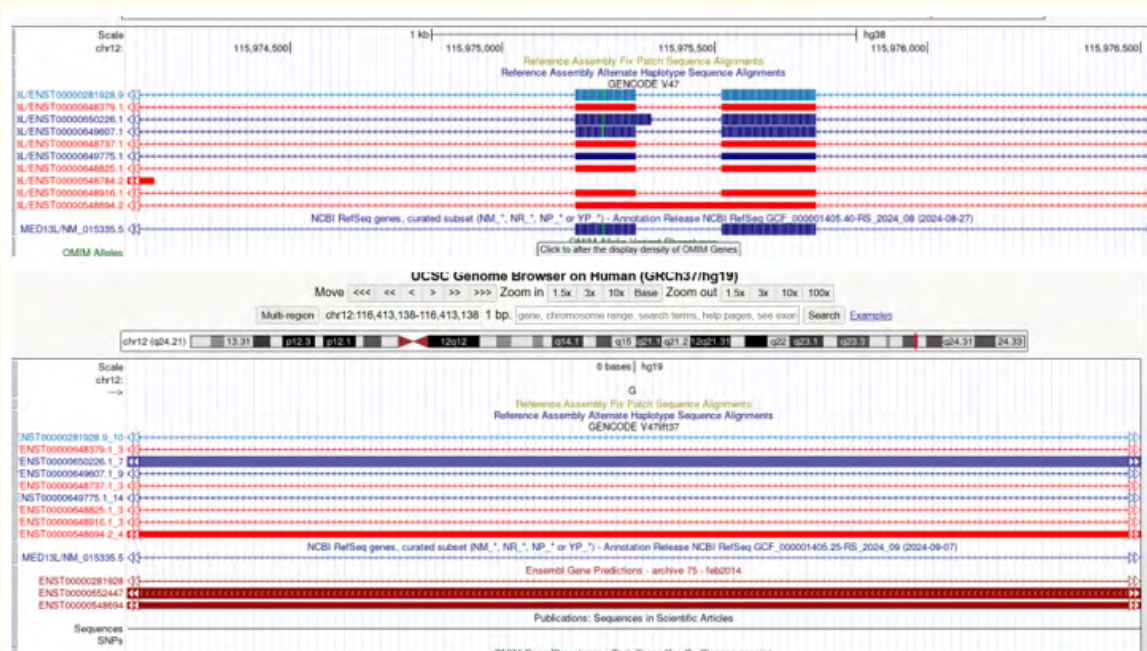 Scale 1 kb hg38
chr12: 115,974,500 115,975,000 115,975,500 115,976,000 115,976,500
Reference Assembly Fix Patch Sequence Alignments
Reference Assembly Alternate Haplotype Sequence Alignments
GENCODE V47
3L/ENST00000281928.9
3L/ENST00000648379.1
3L/ENST00000650226.1
3L/ENST00000649607.1
3L/ENST00000648737.1
3L/ENST00000649775.1
3L/ENST00000648825.1
3L/ENST00000548784.2
3L/ENST00000648916.1
3L/ENST00000548694.2
NCBI RefSeq genes, curated subset (NM_*, NR_*, NP_* or YP_*) - Annotation Release NCBI RefSeq GCF_000001405.40-RS_2024_08 (2024-08-27)
MED13L/NM_015335.5
OMIM Allelic Variant Phenotypes
OMIM Alleles
Click to alter the display density of OMIM Genes
UCSC Genome Browser on Human (GRCh37/hg19)
Move <<< << < > >> >>> Zoom in 1.5x 3x 10x Base Zoom out 1.5x 3x 10x 100x
Multi-region chr12:116,413,138-116,413,138 1 bp. gene, chromosome range, search terms, help pages, see exam Search Examples
chr12 (q24.21) 13.31 p12.3 p12.1 12q12 q14.1 q15 q21.1 q21.2 12q21.31 q22 q23.1 q23.3 q24.31 24.33
Scale 0 bases hg19
chr12:
--> G
Reference Assembly Fix Patch Sequence Alignments
Reference Assembly Alternate Haplotype Sequence Alignments
GENCODE V47lift37
ENST00000281928.9_10
ENST00000648379.1_3
ENST00000650226.1_7
ENST00000649607.1_9
ENST00000648737.1_3
ENST00000649775.1_14
ENST00000648825.1_3
ENST00000648916.1_3
ENST00000548694.2_4
NCBI RefSeq genes, curated subset (NM_*, NR_*, NP_* or YP_*) - Annotation Release NCBI RefSeq GCF_000001405.25-RS_2024_09 (2024-09-07)
MED13L/NM_015335.5
Ensembl Gene Predictions - archive 75 - feb2014
ENST00000281928
ENST00000552447
ENST00000548694
Publications: Sequences in Scientific Articles
Sequences
SNPs